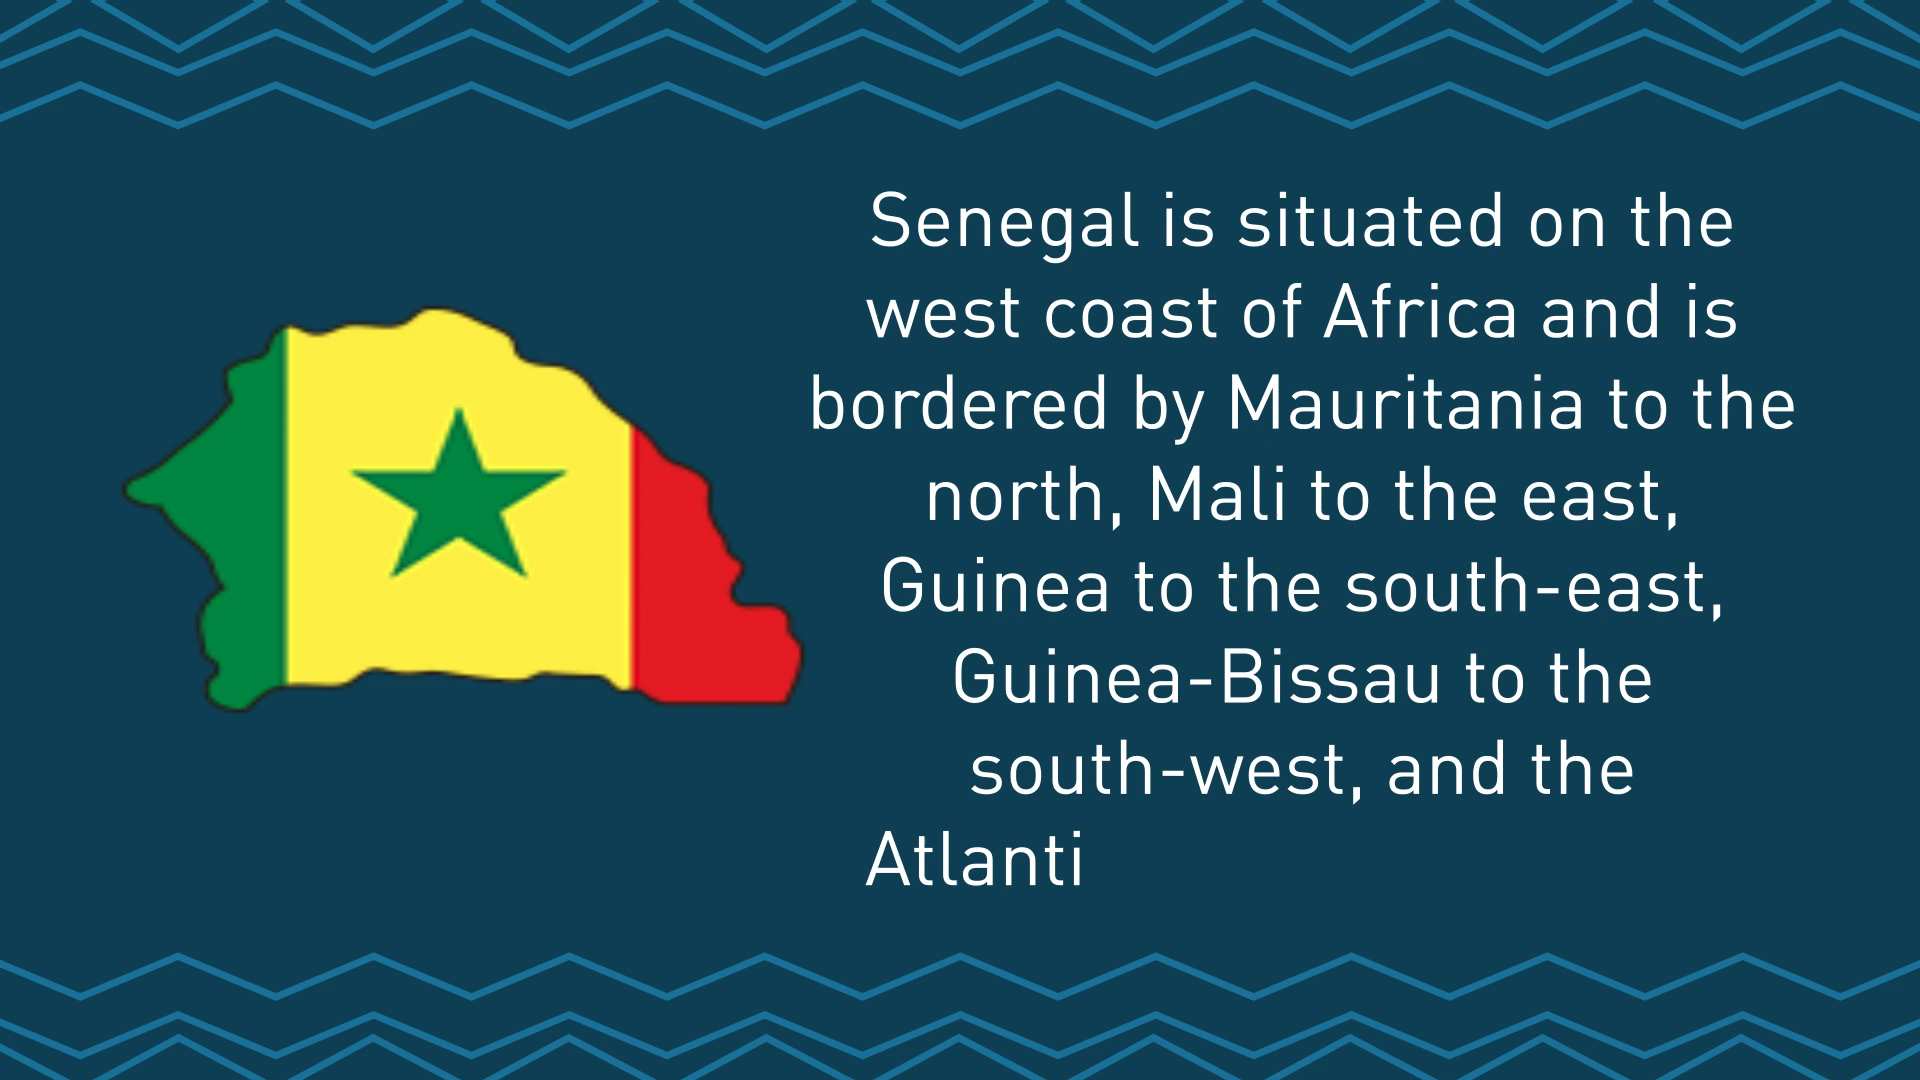 Senegal is situated on the
west coast of Africa and is
bordered by Mauritania to the
north, Mali to the east,
Guinea to the south-east,
Guinea-Bissau to the
south-west, and the
Atlanti